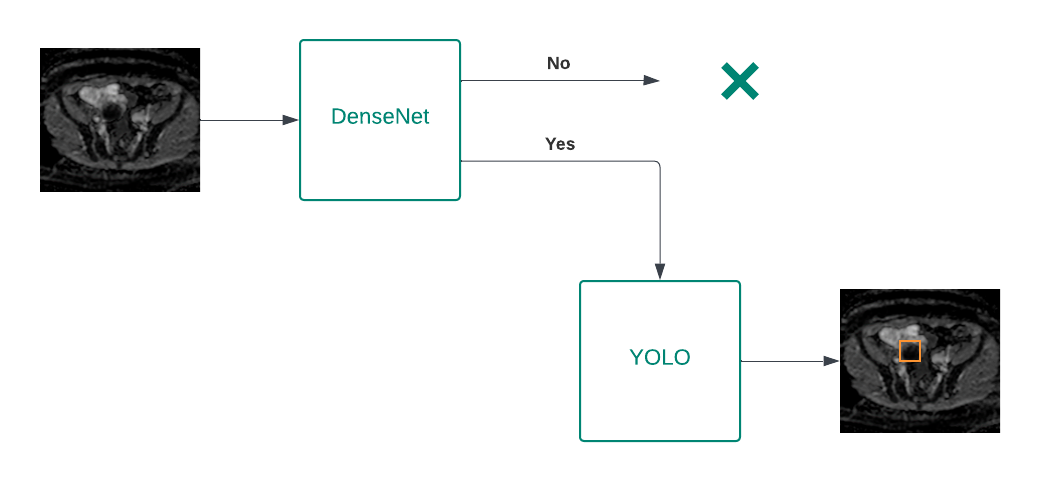 No
DenseNet
Yes
YOLO